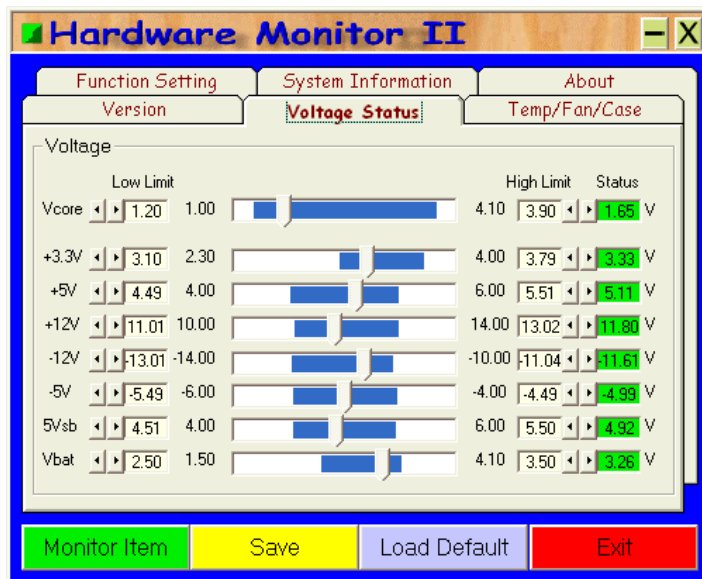 Hardware Monitor II
Function Setting System Information About
Version Voltage Status Temp/Fan/Case
Voltage
Low Limit High Limit Status
Vcore 1.20 1.00 4.10 3.90 1.65 V
+3.3V 3.10 2.30 4.00 3.79 3.33 V
+5V 4.49 4.00 6.00 5.51 5.11 V
+12V 11.01 10.00 14.00 13.02 11.80 V
-12V -13.01 -14.00 -10.00 -11.04 -11.61 V
-5V -5.49 -6.00 -4.00 -4.49 -4.99 V
5Vsb 4.51 4.00 6.00 5.50 4.92 V
Vbat 2.50 1.50 4.10 3.50 3.26 V
Monitor Item Save Load Default Exit